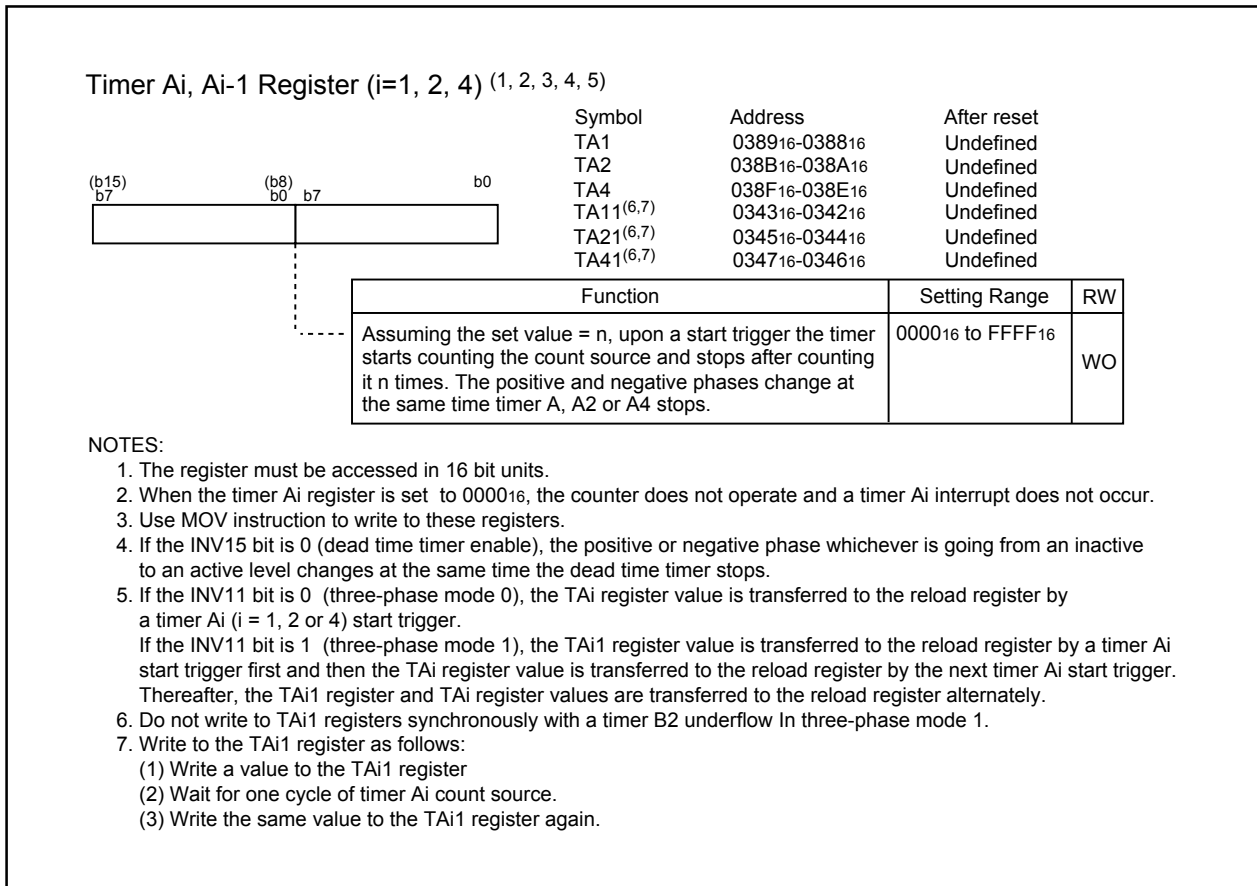 Timer Ai, Ai-1 Register (i=1, 2, 4) (1, 2, 3, 4, 5)
Symbol Address After reset
TA1 038916-038816 Undefined
TA2 038B16-038A16 Undefined
TA4 038F16-038E16 Undefined
TA11(6,7) 034316-034216 Undefined
TA21(6,7) 034516-034416 Undefined
TA41(6,7) 034716-034616 Undefined
(b15) (b8)
b7 b0 b7 b0
Function Setting Range RW
Assuming the set value = n, upon a start trigger the timer
starts counting the count source and stops after counting
it n times. The positive and negative phases change at
the same time timer A, A2 or A4 stops.
000016 to FFFF16
WO
NOTES:
1. The register must be accessed in 16 bit units.
2. When the timer Ai register is set to 000016, the counter does not operate and a timer Ai interrupt does not occur.
3. Use MOV instruction to write to these registers.
4. If the INV15 bit is 0 (dead time timer enable), the positive or negative phase whichever is going from an inactive
to an active level changes at the same time the dead time timer stops.
5. If the INV11 bit is 0 (three-phase mode 0), the TAi register value is transferred to the reload register by
a timer Ai (i = 1, 2 or 4) start trigger.
If the INV11 bit is 1 (three-phase mode 1), the TAi1 register value is transferred to the reload register by a timer Ai
start trigger first and then the TAi register value is transferred to the reload register by the next timer Ai start trigger.
Thereafter, the TAi1 register and TAi register values are transferred to the reload register alternately.
6. Do not write to TAi1 registers synchronously with a timer B2 underflow In three-phase mode 1.
7. Write to the TAi1 register as follows:
(1) Write a value to the TAi1 register
(2) Wait for one cycle of timer Ai count source.
(3) Write the same value to the TAi1 register again.